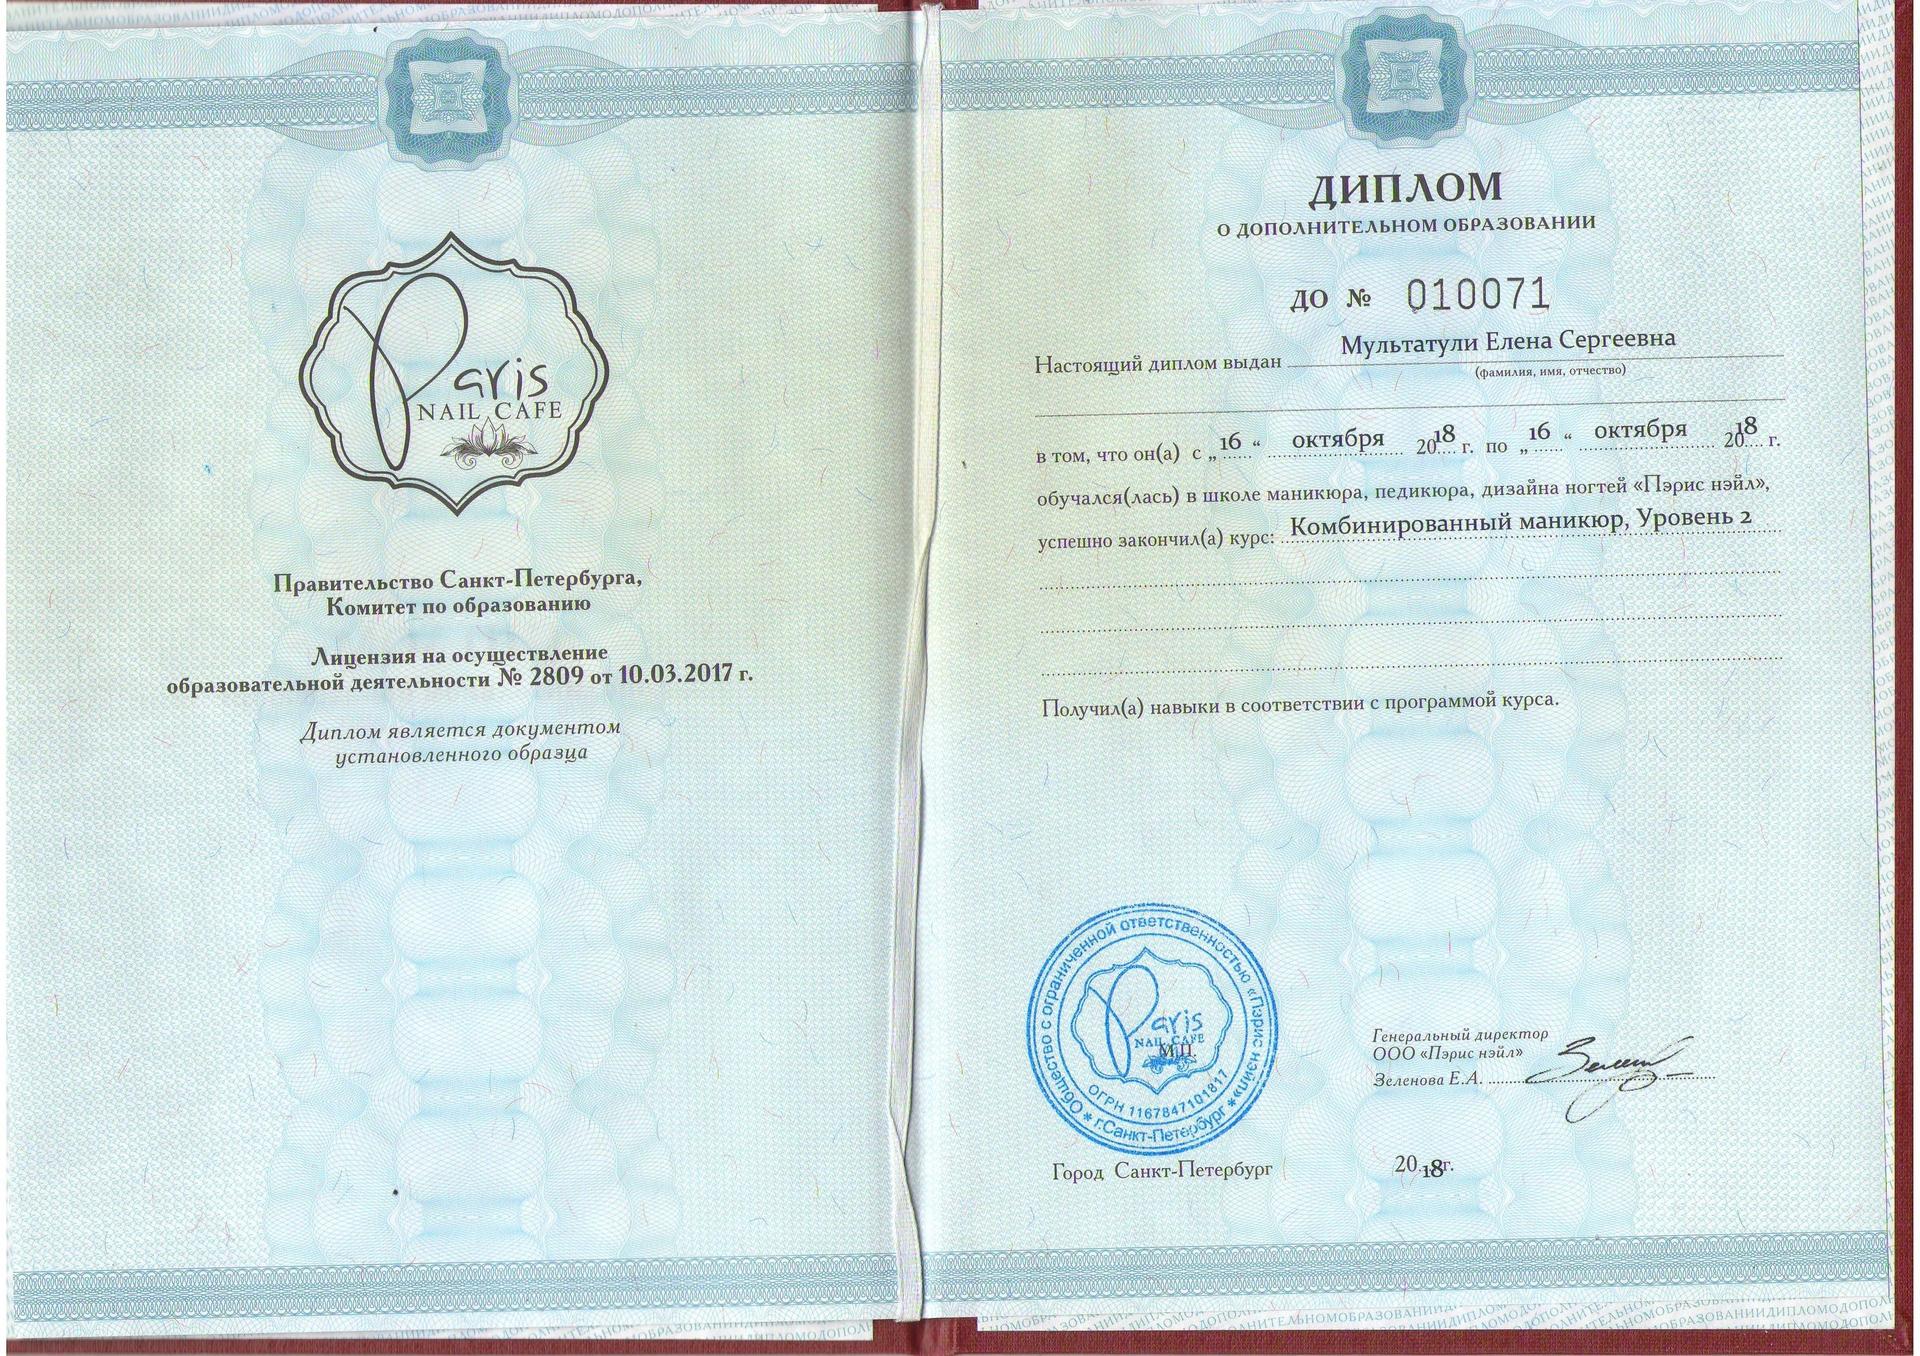 Paris
NAIL CAFE
Правительство Санкт-Петербурга,
Комитет по образованию
Лицензия на осуществление
образовательной деятельности № 2809 от 10.03.2017 г.
Диплом является документом
установленного образца
ДИПЛОМ
О ДОПОЛНИТЕЛЬНОМ ОБРАЗОВАНИИ
ДО № 010071
Настоящий диплом выдан Мультатули Елена Сергеевна
(фамилия, имя, отчество)
в том, что он(а) с „16“ октября 2018 г. по „16“ октября 2018 г.
обучался(лась) в школе маникюра, педикюра, дизайна ногтей «Пэрис нэйл»,
успешно закончил(а) курс: Комбинированный маникюр, Уровень 2
Получил(а) навыки в соответствии с программой курса.
Общество с ограниченной ответственностью «Пэрис нэйл»
* г.Санкт-Петербург *
ОГРН 1167847101817
Paris
NAIL CAFE
М.П.
Генеральный директор
ООО «Пэрис нэйл»
Зеленова Е.А.
Город Санкт-Петербург 2018г.